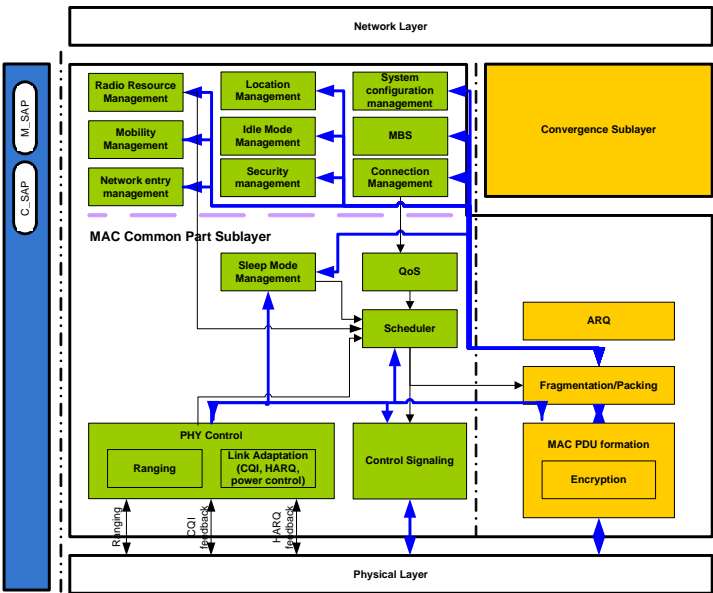 Network Layer
M_SAP
C_SAP
Radio Resource
Management
Location
Management
System
configuration
management
Convergence Sublayer
Mobility
Management
Idle Mode
Management
MBS
Network entry
management
Security
management
Connection
Management
MAC Common Part Sublayer
Sleep Mode
Management
QoS
Scheduler
ARQ
Fragmentation/Packing
PHY Control
Ranging
Link Adaptation
(CQI, HARQ,
power control)
Control Signaling
MAC PDU formation
Encryption
Ranging
CQI
feedback
HARQ
feedback
Physical Layer